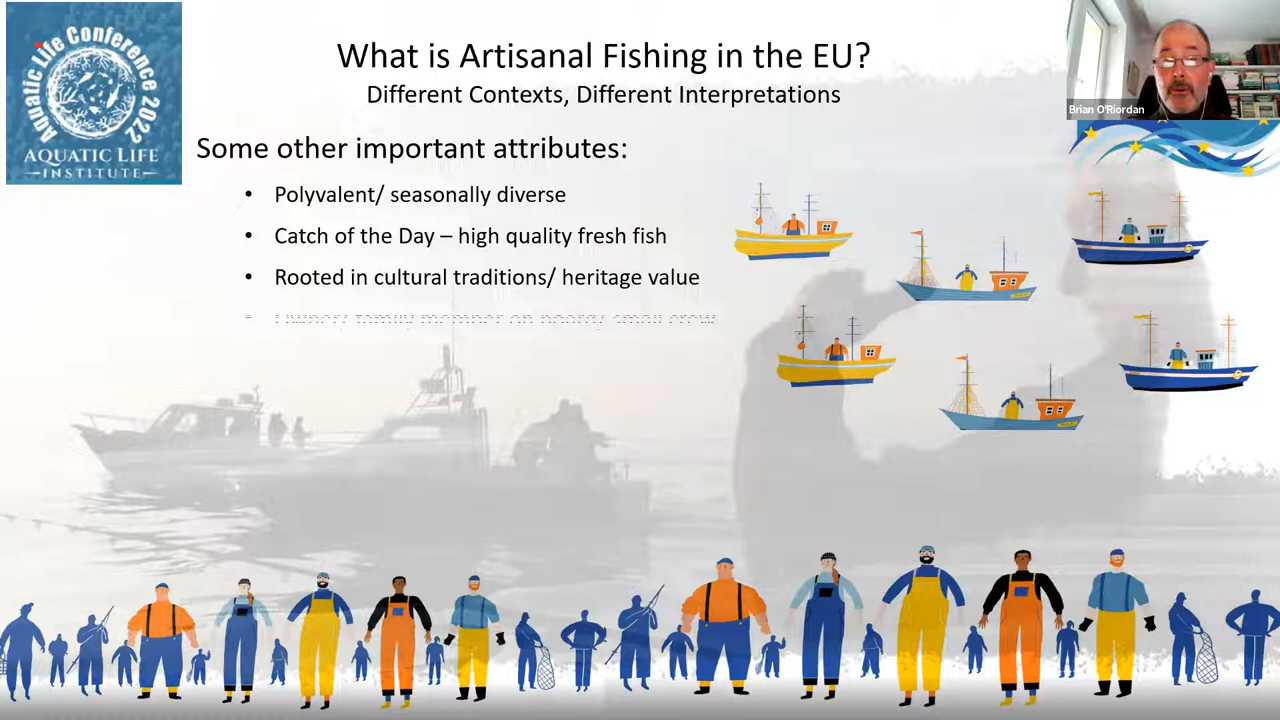 Aquatic Life Conference 2022
AQUATIC LIFE
INSTITUTE
What is Artisanal Fishing in the EU?
Different Contexts, Different Interpretations
Brian O'Riordan
Some other important attributes:
• Polyvalent/ seasonally diverse
• Catch of the Day – high quality fresh fish
• Rooted in cultural traditions/ heritage value